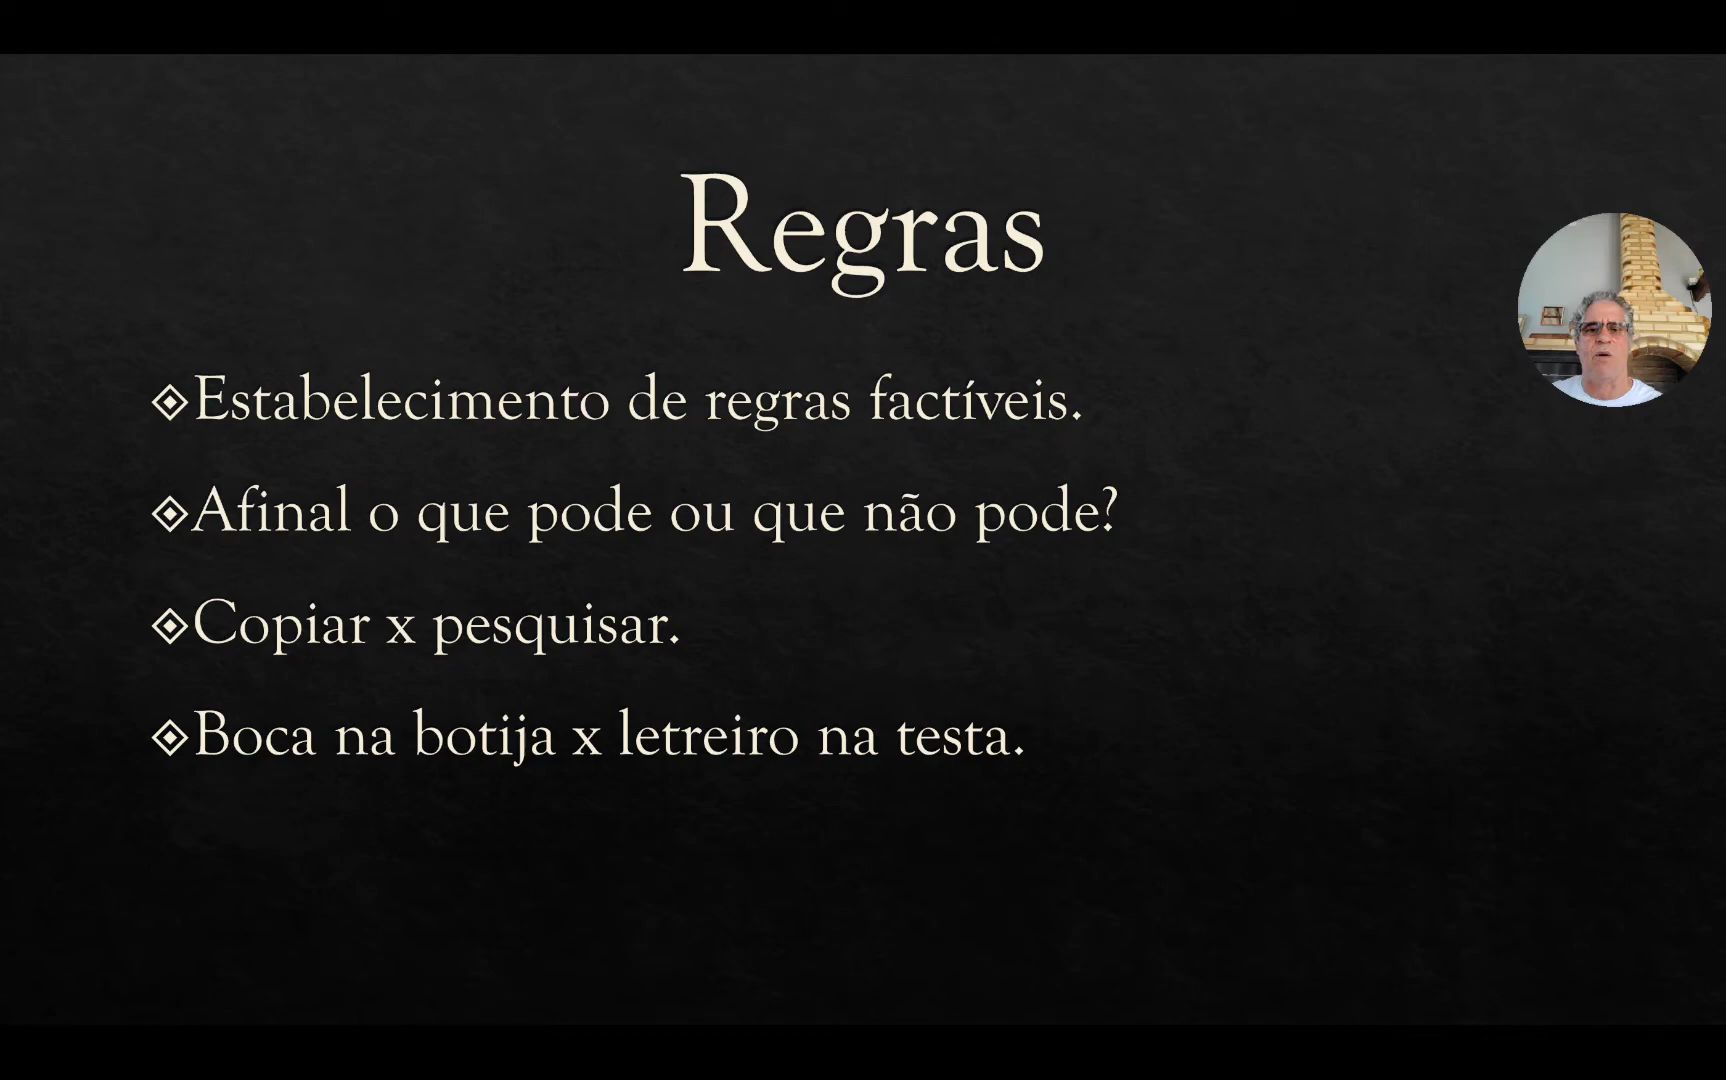 Regras
Estabelecimento de regras factíveis.
Afinal o que pode ou que não pode?
Copiar x pesquisar.
Boca na botija x letreiro na testa.